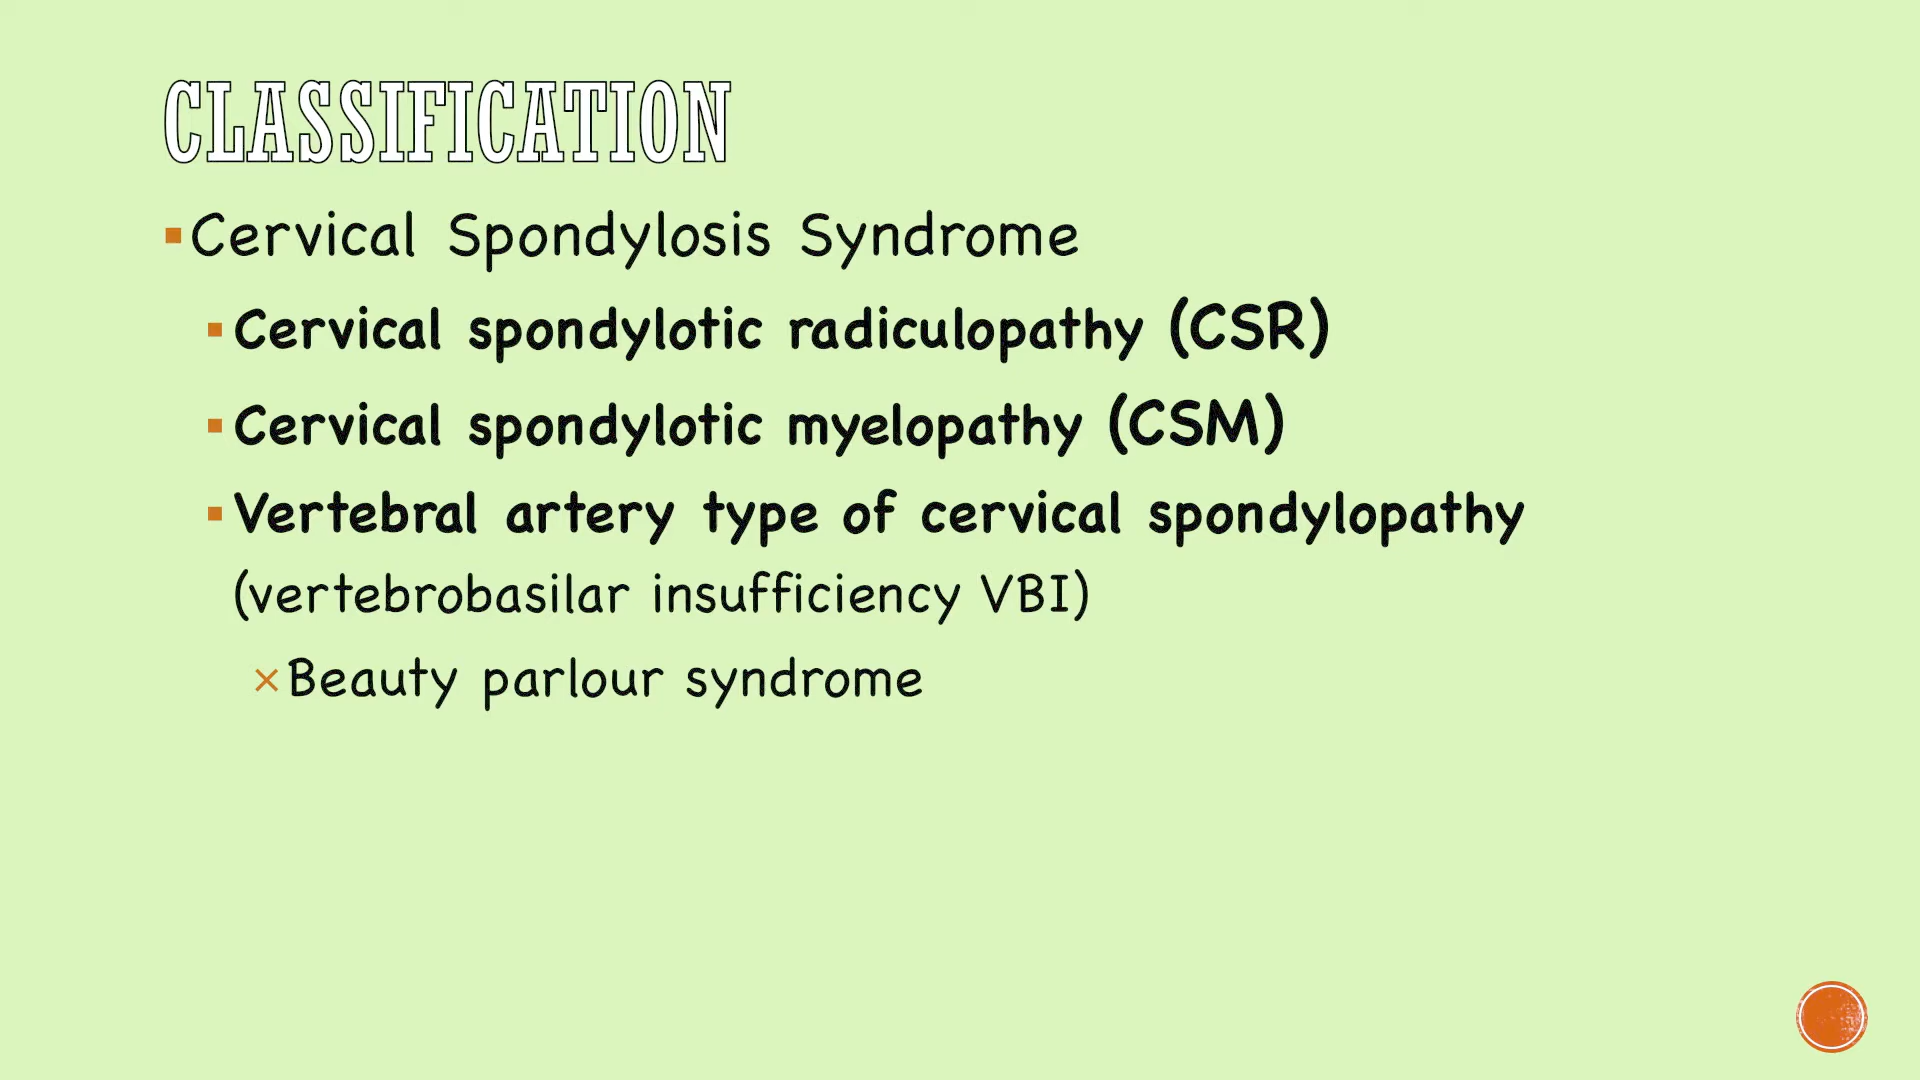 CLASSIFICATION
Cervical Spondylosis Syndrome
Cervical spondylotic radiculopathy (CSR)
Cervical spondylotic myelopathy (CSM)
Vertebral artery type of cervical spondylopathy
(vertebrobasilar insufficiency VBI)
Beauty parlour syndrome